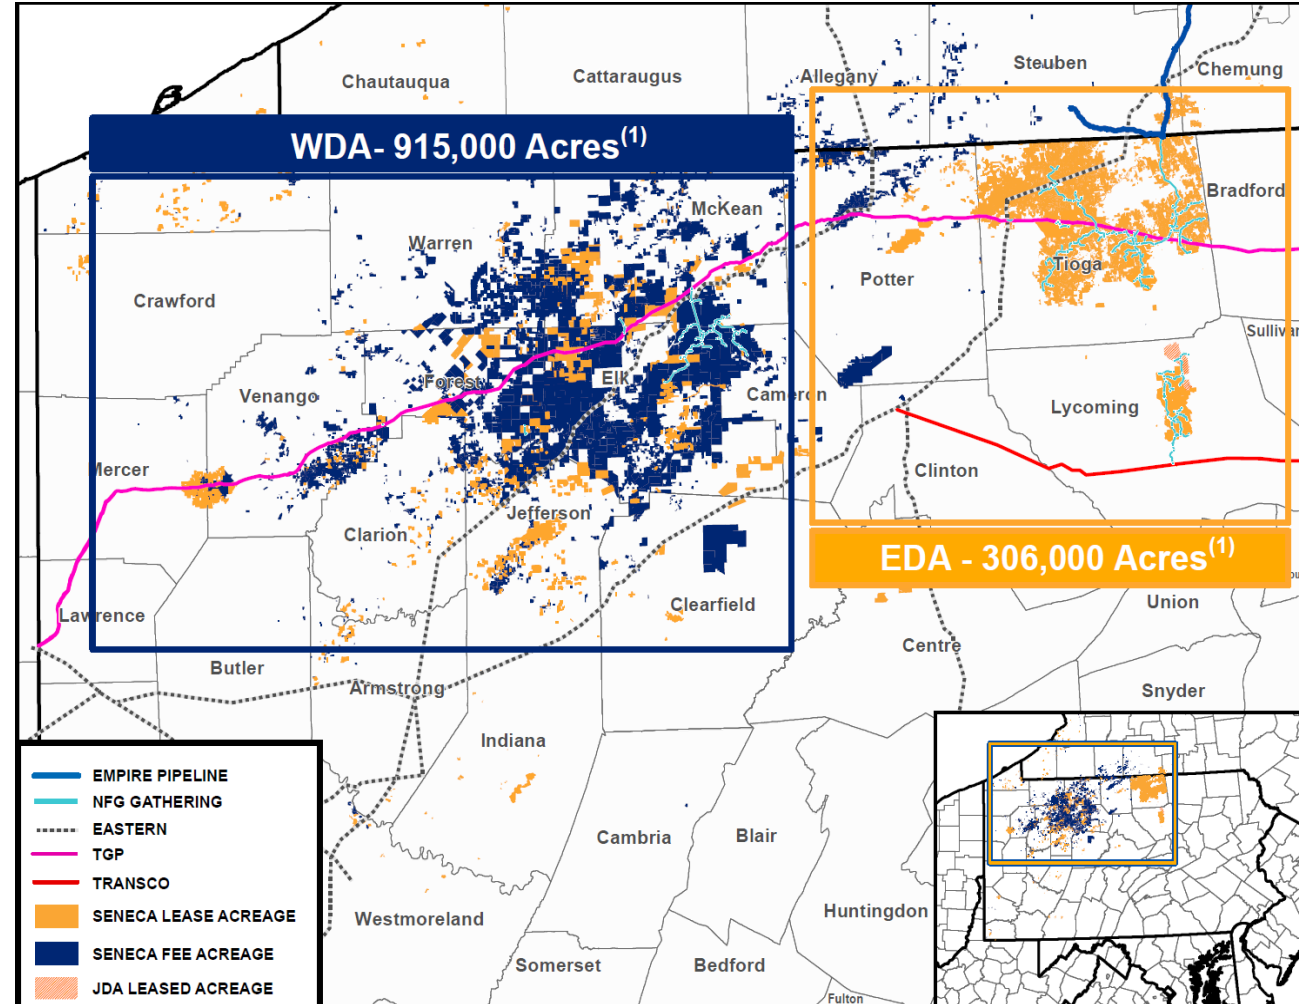 Steuben
Chemung
Chautauqua
Cattaraugus
Allegany
WDA- 915,000 Acres(1)
McKean
Bradford
Warren
Tioga
Potter
Crawford
Forest
Elk
Cameron
Venango
Lycoming
Mercer
Clinton
Jefferson
Clarion
EDA - 306,000 Acres(1)
Clearfield
Union
Lawrence
Centre
Butler
Armstrong
Snyder
Indiana
Cambria
Blair
Huntingdon
Westmoreland
Somerset
Bedford
Fulton
EMPIRE PIPELINE
NFG GATHERING
EASTERN
TGP
TRANSCO
SENECA LEASE ACREAGE
SENECA FEE ACREAGE
JDA LEASED ACREAGE